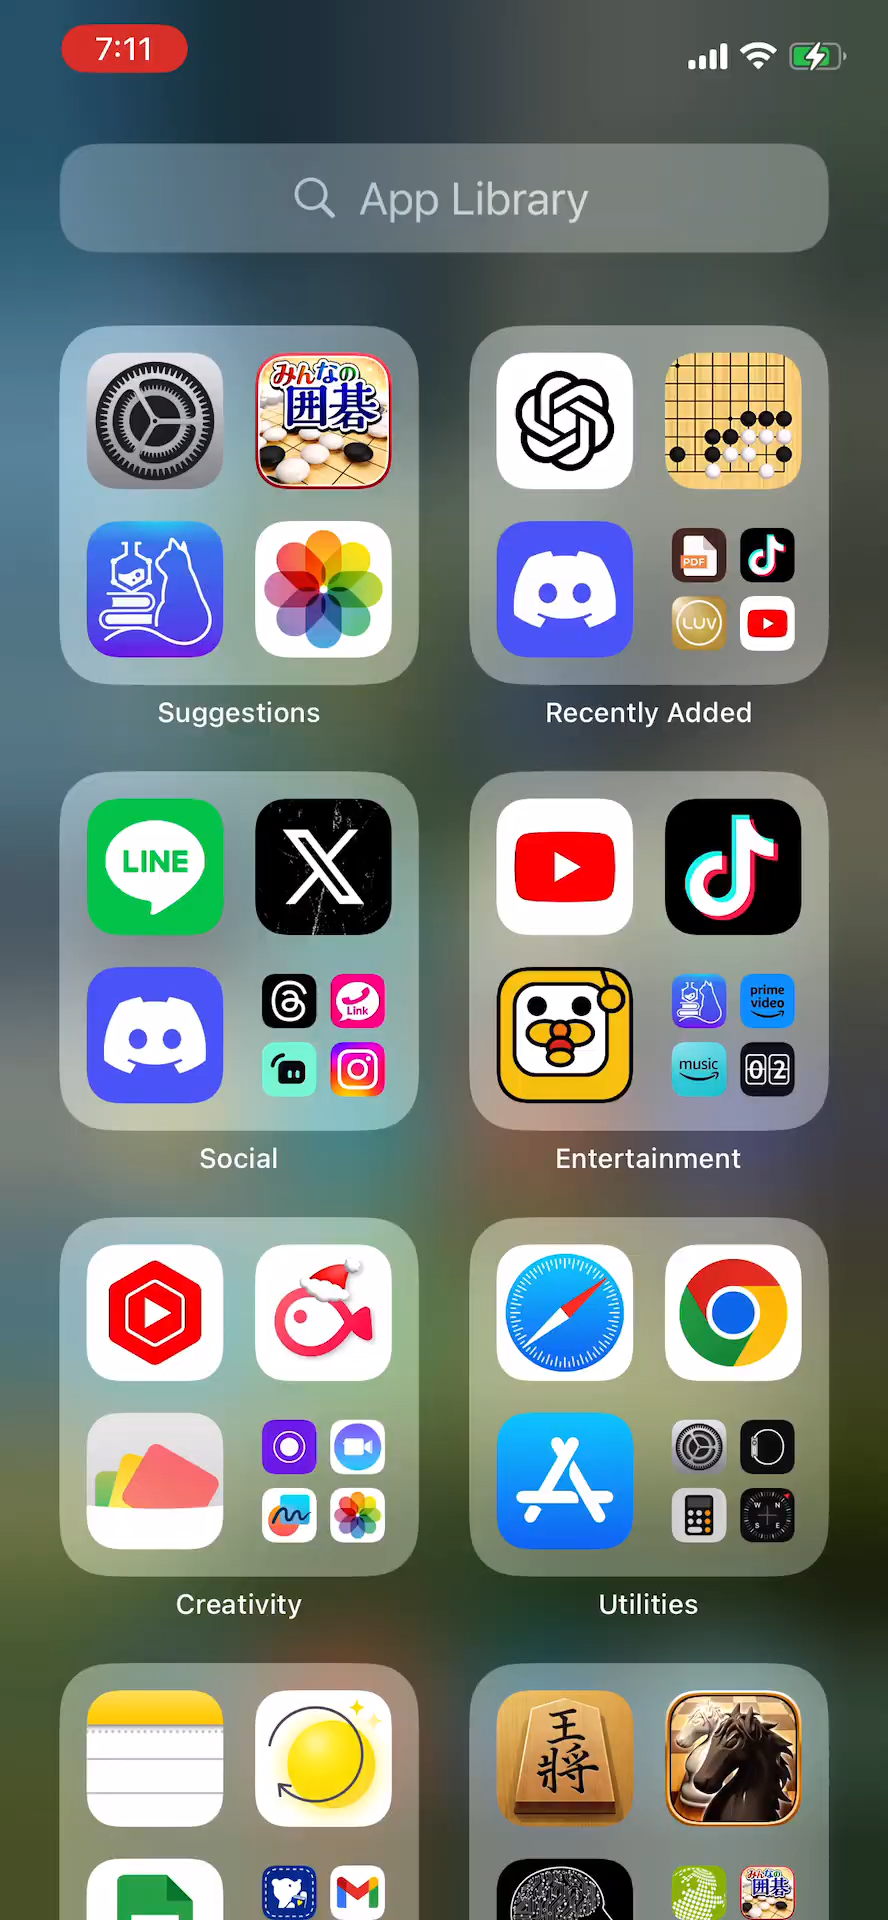 7:11
App Library
みんなの
囲碁
PDF
LUV
Suggestions
Recently Added
LINE
Link
prime
video
music
02
Social
Entertainment
W N
S E
Creativity
Utilities
王
將
みんなの
囲碁